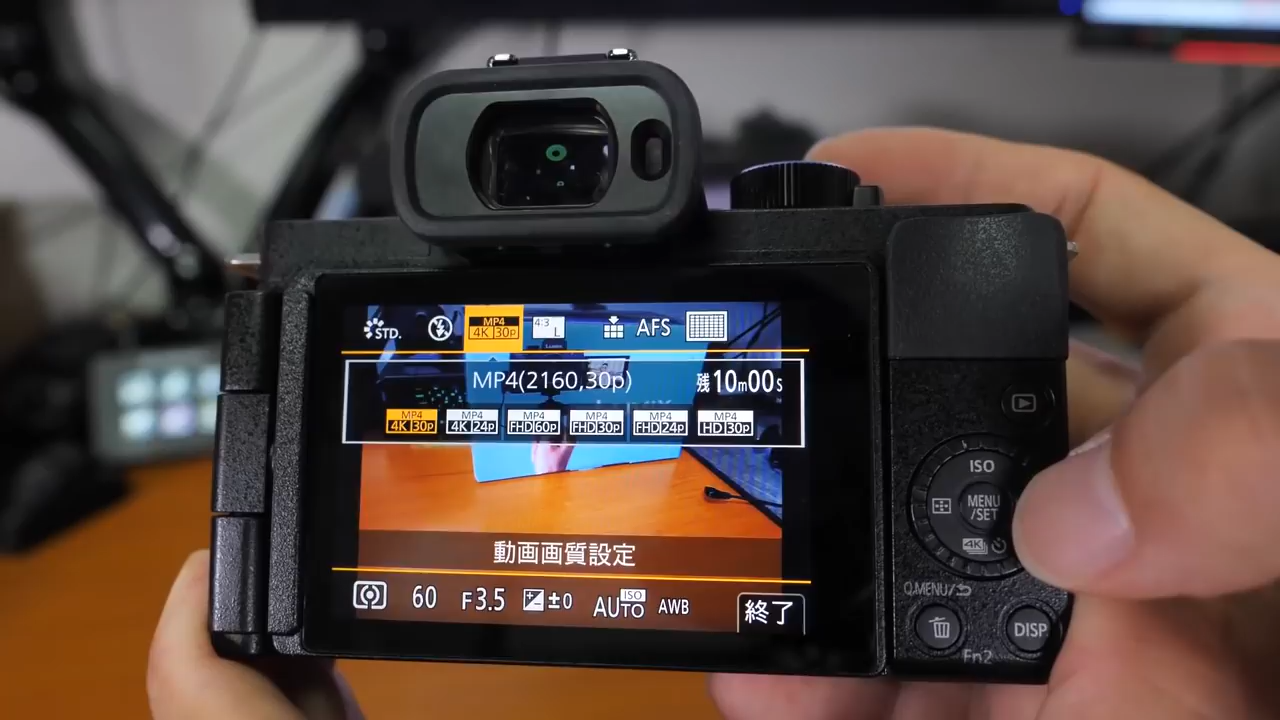 STD. MP4 4K 30p 4:3 L AFS
MP4(2160,30p) 残10m00s
MP4 4K 30p MP4 4K 24p MP4 FHD 60p MP4 FHD 30p MP4 FHD 24p MP4 HD 30p
動画画質設定
60 F3.5 ±0 AUTO ISO AWB 終了
ISO
MENU
/SET
4K
Q.MENU/
DISP.
Fn2